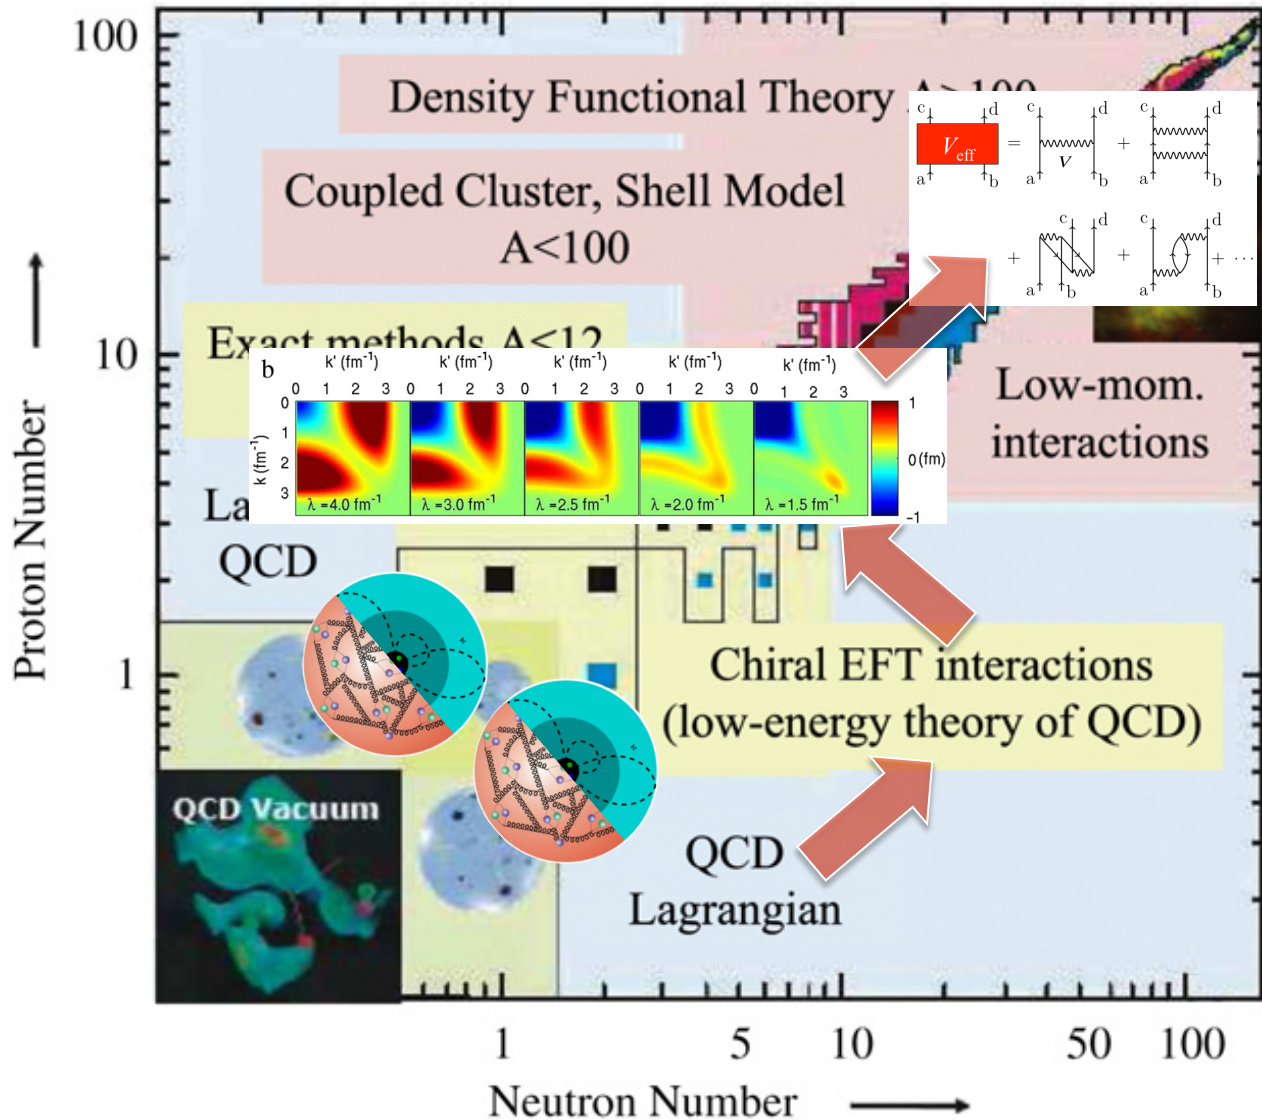 100
Density Functional Theory A>100
c d c d c d
V_eff = V + 
a b a b a b
Coupled Cluster, Shell Model
A<100
c d c d
+ + + ...
a b a b
Exact methods A<12
10
b
k' (fm⁻¹) k' (fm⁻¹) k' (fm⁻¹) k' (fm⁻¹) k' (fm⁻¹)
0 1 2 3 0 1 2 3 0 1 2 3 0 1 2 3 0 1 2 3
0
1
2
3
k (fm⁻¹)
λ =4.0 fm⁻¹ λ =3.0 fm⁻¹ λ =2.5 fm⁻¹ λ =2.0 fm⁻¹ λ =1.5 fm⁻¹
1
0 (fm)
−1
Low-mom.
interactions
La
QCD
Proton Number
1
Chiral EFT interactions
(low-energy theory of QCD)
QCD Vacuum
QCD
Lagrangian
1 5 10 50 100
Neutron Number